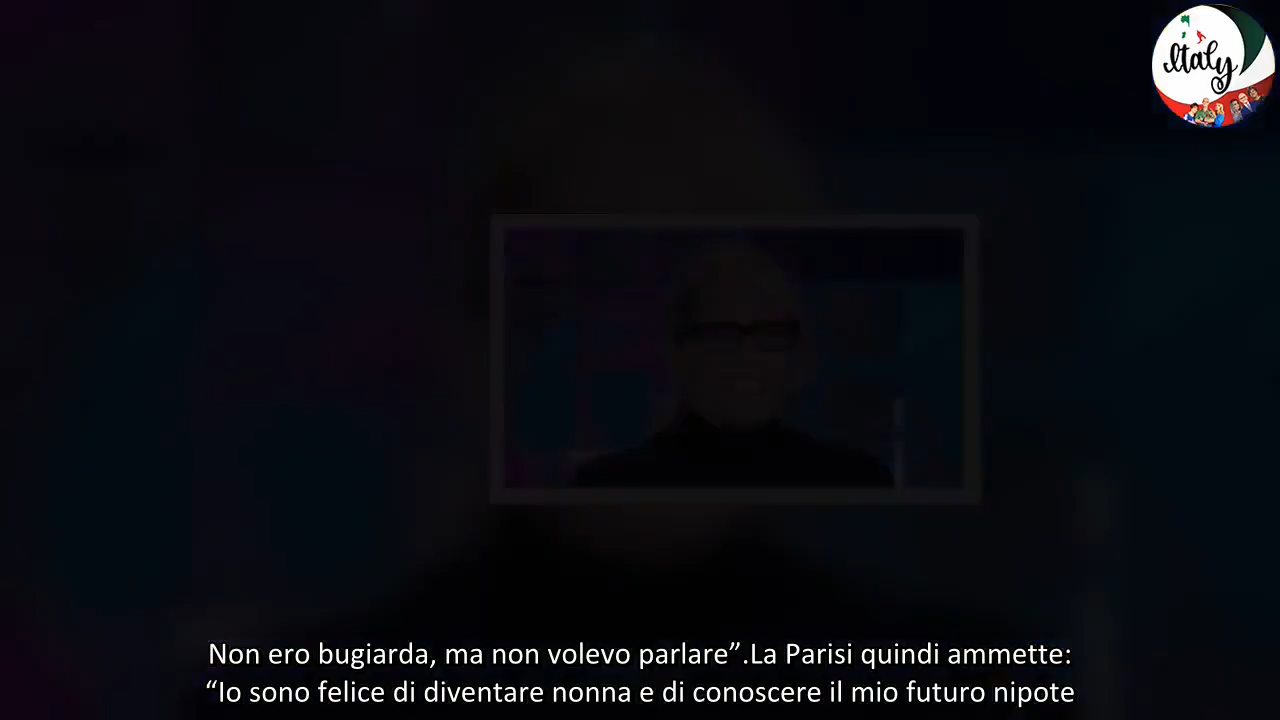 Italy
Non ero bugiarda, ma non volevo parlare”.La Parisi quindi ammette:
“Io sono felice di diventare nonna e di conoscere il mio futuro nipote